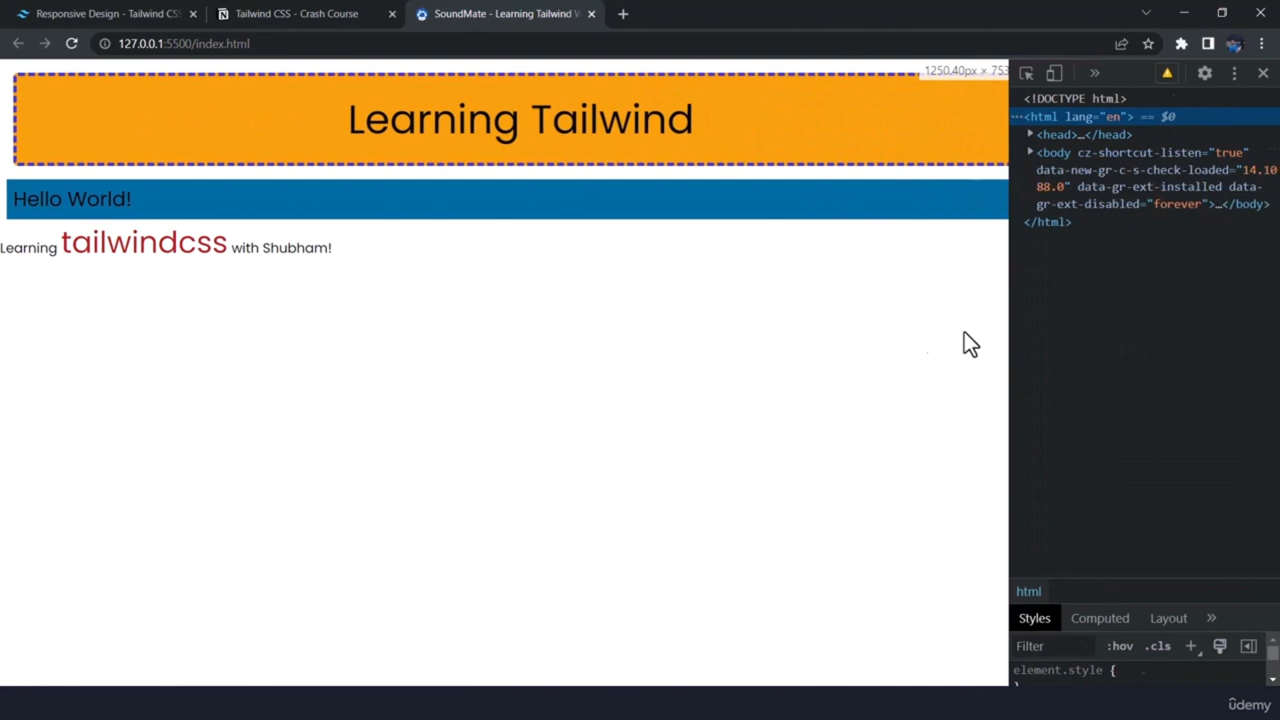 Responsive Design - Tailwind CSS
Tailwind CSS - Crash Course
SoundMate - Learning Tailwind W
127.0.0.1:5500/index.html
1250.40px × 753
Learning Tailwind
Hello World!
Learning tailwindcss with Shubham!
<!DOCTYPE html>
<html lang="en"> == $0
<head>…</head>
<body cz-shortcut-listen="true"
data-new-gr-c-s-check-loaded="14.10
88.0" data-gr-ext-installed data-
gr-ext-disabled="forever">…</body>
</html>
html
Styles Computed Layout
Filter :hov .cls
element.style {
ûdemy